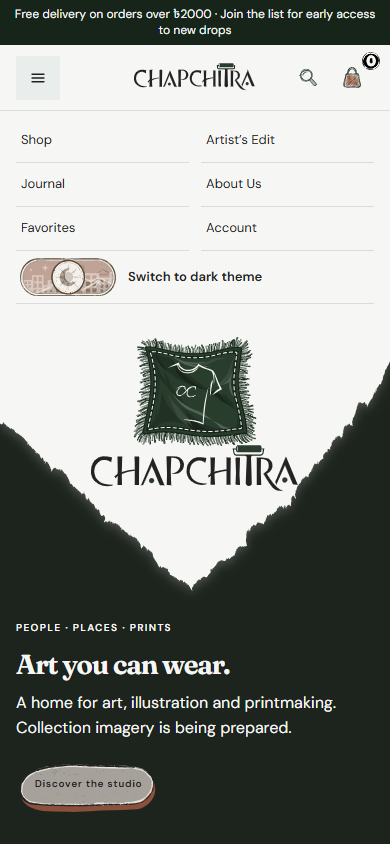 Free delivery on orders over ৳2000 · Join the list for early access
to new drops
CHAPCHITRA
0
Shop
Artist's Edit
Journal
About Us
Favorites
Account
Switch to dark theme
CC
CHAPCHITRA
PEOPLE · PLACES · PRINTS
Art you can wear.
A home for art, illustration and printmaking.
Collection imagery is being prepared.
Discover the studio